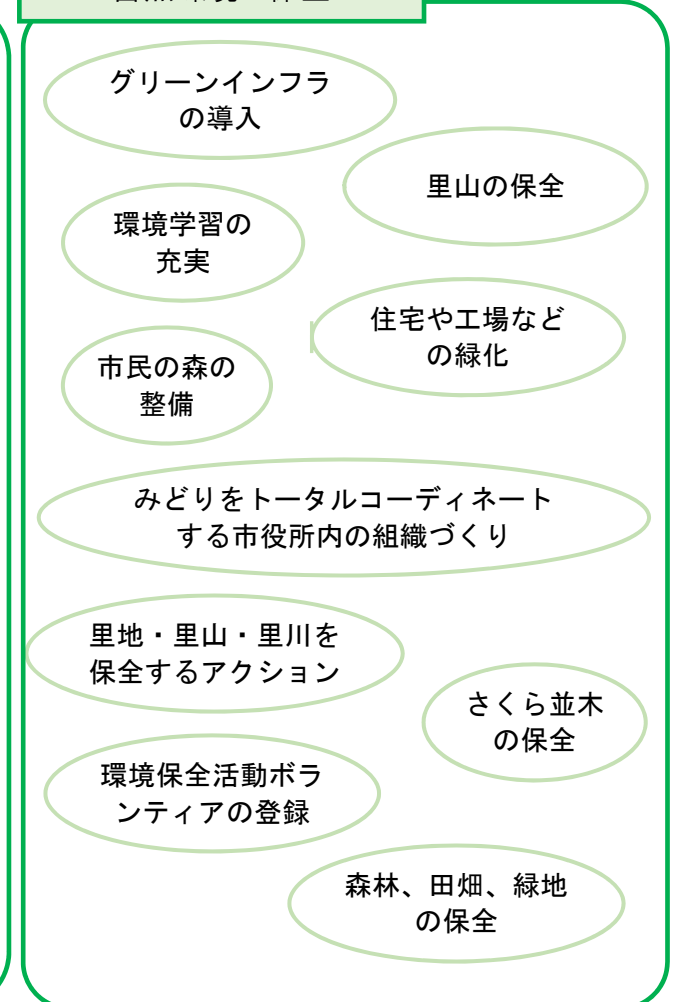 グリーンインフラ
の導入
里山の保全
環境学習の
充実
住宅や工場など
の緑化
市民の森の
整備
みどりをトータルコーディネート
する市役所内の組織づくり
里地・里山・里川を
保全するアクション
さくら並木
の保全
環境保全活動ボラ
ンティアの登録
森林、田畑、緑地
の保全